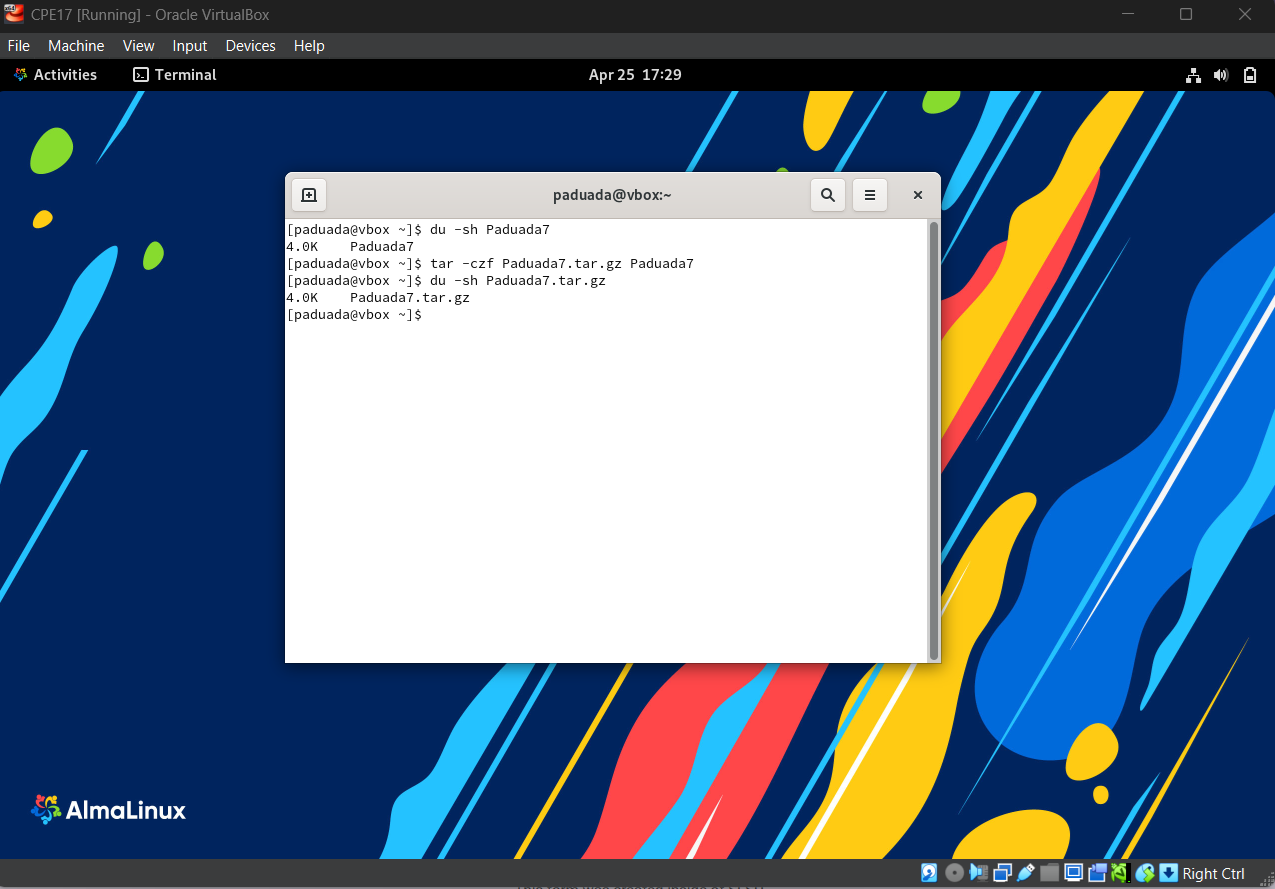 CPE17 [Running] - Oracle VirtualBox
File Machine View Input Devices Help
Activities Terminal Apr 25 17:29
paduada@vbox:~
[paduada@vbox ~]$ du -sh Paduada7
4.0K Paduada7
[paduada@vbox ~]$ tar -czf Paduada7.tar.gz Paduada7
[paduada@vbox ~]$ du -sh Paduada7.tar.gz
4.0K Paduada7.tar.gz
[paduada@vbox ~]$
AlmaLinux
Right Ctrl